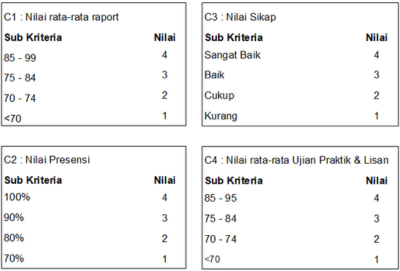 C1 : Nilai rata-rata raport
Sub Kriteria Nilai
85 - 99 4
75 - 84 3
70 - 74 2
<70 1
C3 : Nilai Sikap
Sub Kriteria Nilai
Sangat Baik 4
Baik 3
Cukup 2
Kurang 1
C2 : Nilai Presensi
Sub Kriteria Nilai
100% 4
90% 3
80% 2
70% 1
C4 : Nilai rata-rata Ujian Praktik & Lisan
Sub Kriteria Nilai
85 - 95 4
75 - 84 3
70 - 74 2
<70 1